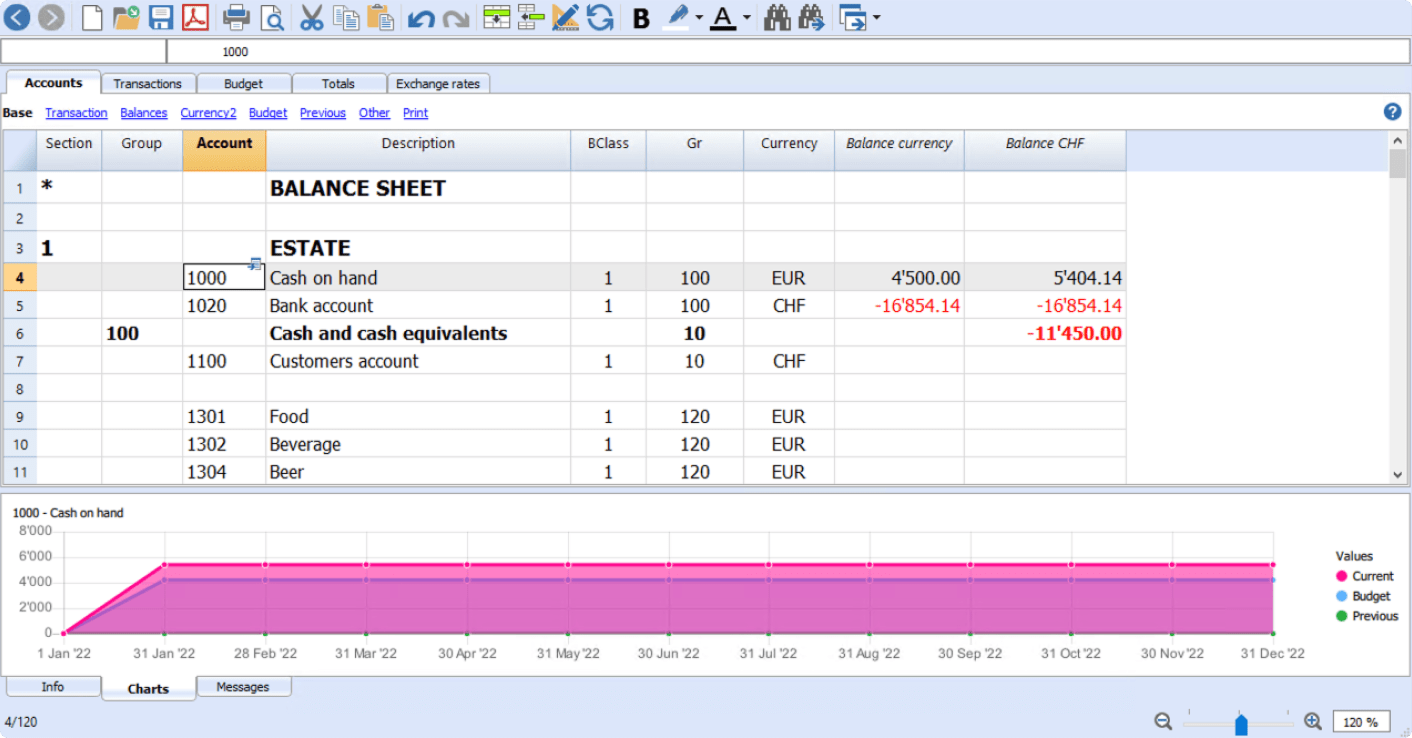 B A
1000
Accounts Transactions Budget Totals Exchange rates
Base Transaction Balances Currency2 Budget Previous Other Print ?
Section Group Account Description BClass Gr Currency Balance currency Balance CHF
1 * BALANCE SHEET
2
3 1 ESTATE
4 1000 Cash on hand 1 100 EUR 4'500.00 5'404.14
5 1020 Bank account 1 100 CHF -16'854.14 -16'854.14
6 100 Cash and cash equivalents 10 -11'450.00
7 1100 Customers account 1 10 CHF
8
9 1301 Food 1 120 EUR
10 1302 Beverage 1 120 EUR
11 1304 Beer 1 120 EUR
1000 - Cash on hand
8'000
6'000
4'000
2'000
0
1 Jan '22 31 Jan '22 28 Feb '22 31 Mar '22 30 Apr '22 31 May '22 30 Jun '22 31 Jul '22 31 Aug '22 30 Sep '22 31 Oct '22 30 Nov '22 31 Dec '22
Values
Current
Budget
Previous
Info Charts Messages
4/120 120 %